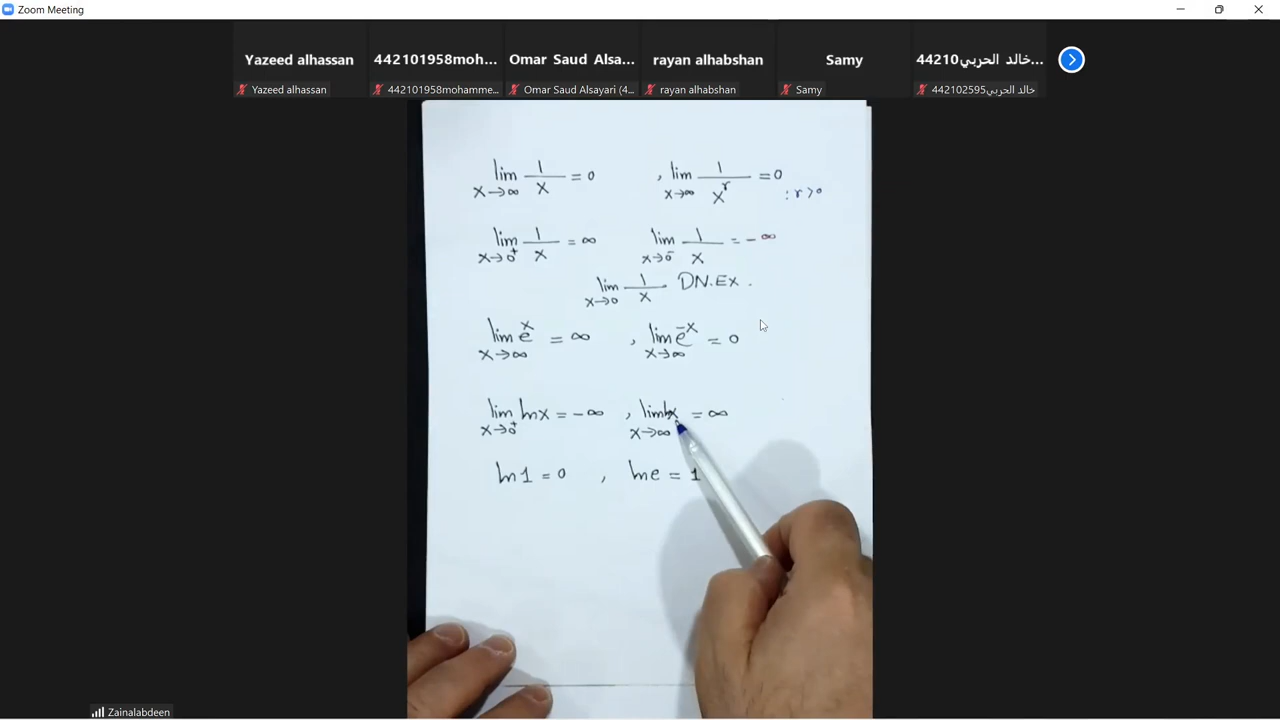 Zoom Meeting
Yazeed alhassan 442101958moh... Omar Saud Alsa... rayan alhabshan Samy 44210خالد الحربي...
Yazeed alhassan 442101958mohamme... Omar Saud Alsayari (4... rayan alhabshan Samy 442102595خالد الحربي
lim x→∞ 1/x = 0 , lim x→∞ 1/x^r = 0 : r>0
lim x→0⁺ 1/x = ∞ lim x→0⁻ 1/x = -∞
lim x→0 1/x DN.EX.
lim x→∞ e^x = ∞ , lim x→∞ e^-x = 0
lim x→0⁺ lnx = -∞ , lim x→∞ lnx = ∞
ln1 = 0 , lne = 1
Zainalabdeen